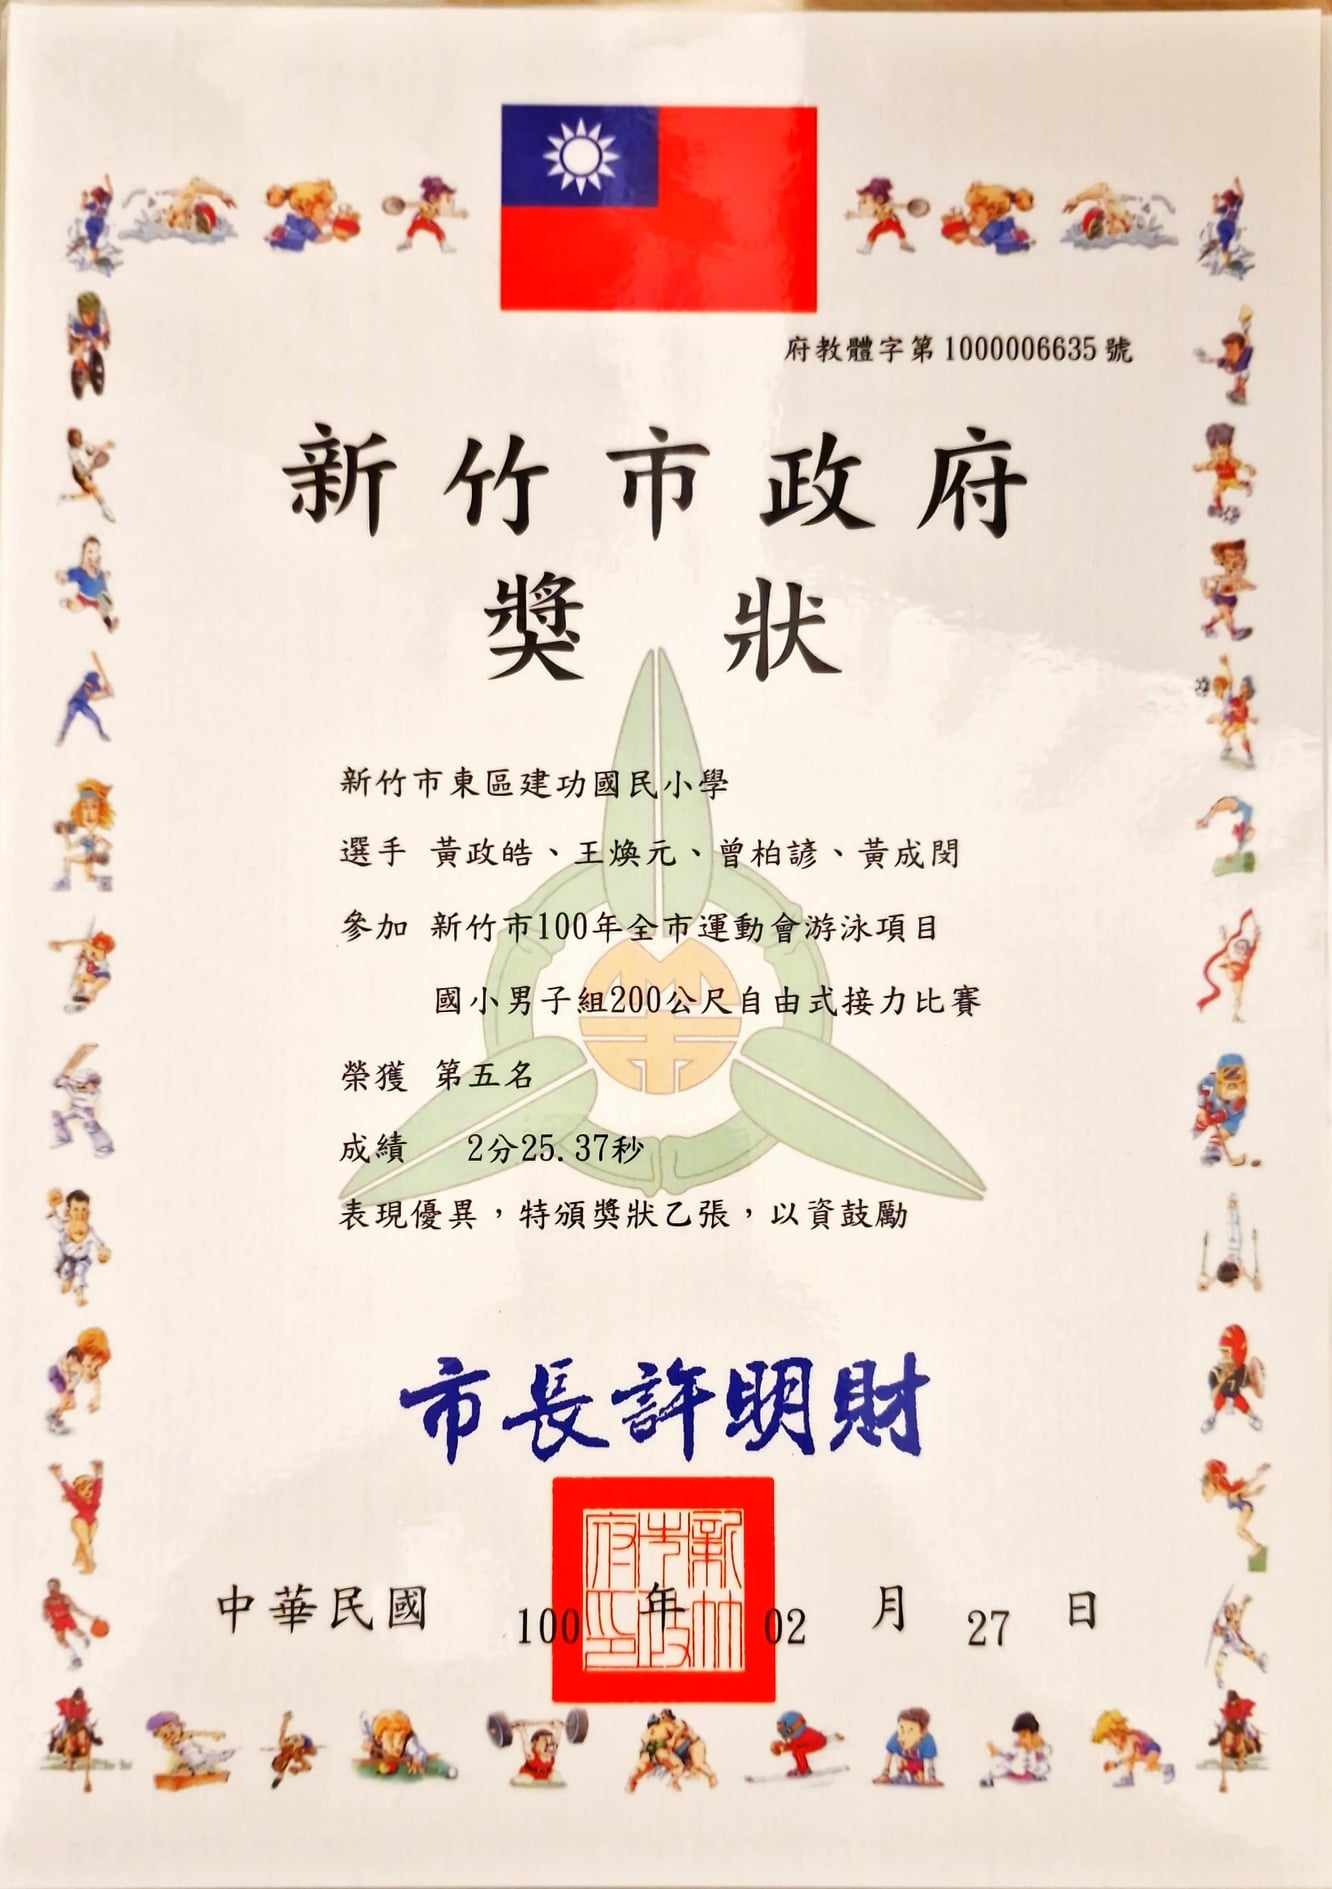 府教體字第1000006635號
新竹市政府
獎狀
新竹市東區建功國民小學
選手 黃政皓、王煥元、曾柏諺、黃成閔
參加 新竹市100年全市運動會游泳項目
國小男子組200公尺自由式接力比賽
榮獲 第五名
成績 2分25.37秒
表現優異，特頒獎狀乙張，以資鼓勵
市長許明財
新竹市政府印
中華民國 100 年 02 月 27 日